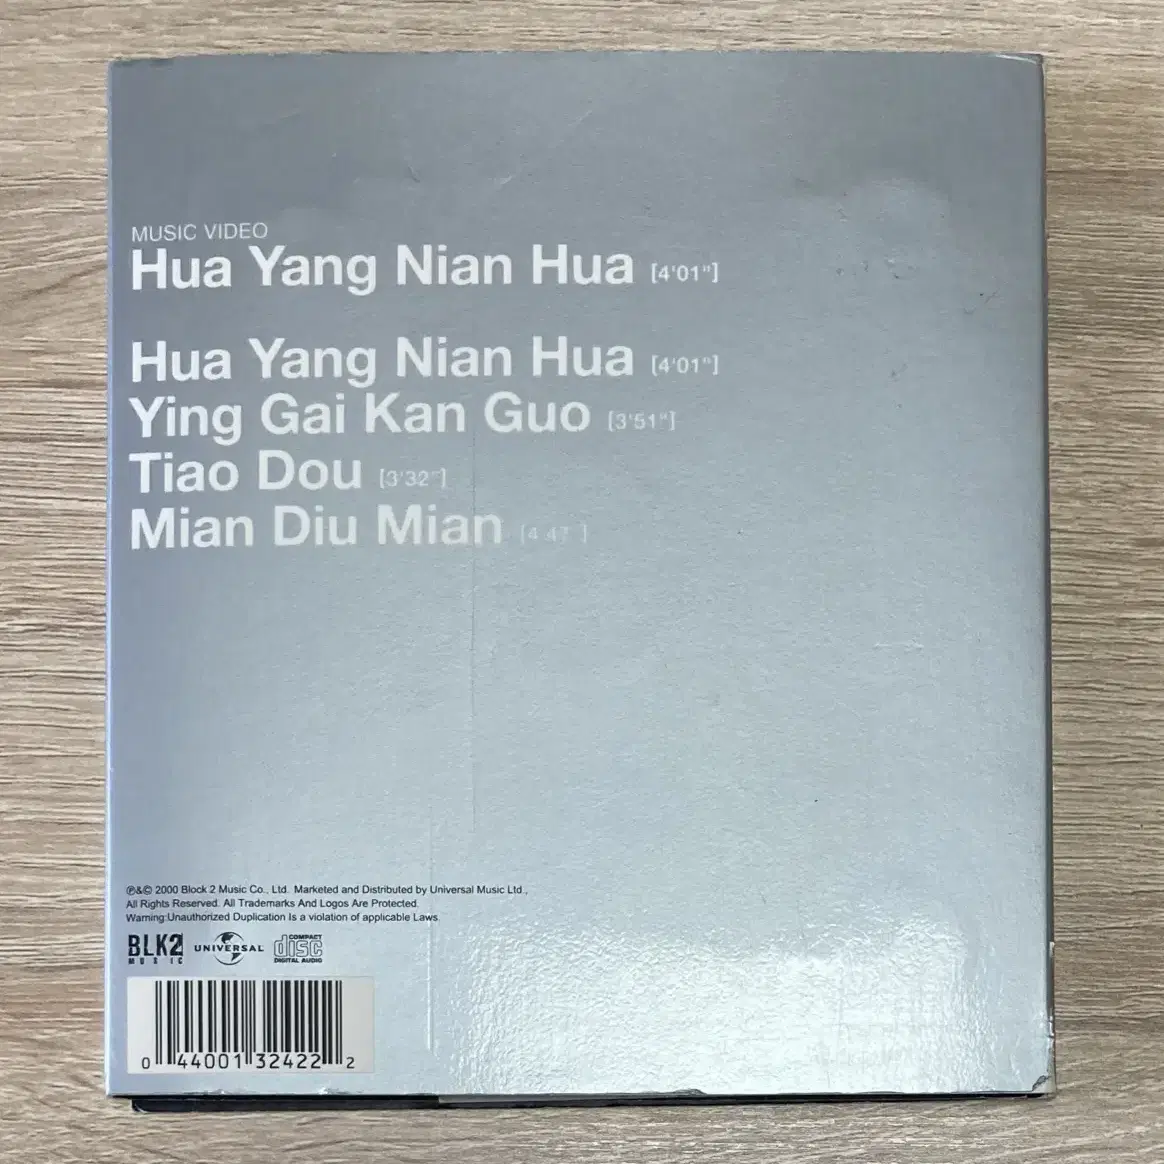 MUSIC VIDEO
Hua Yang Nian Hua [4'01"]
Hua Yang Nian Hua [4'01"]
Ying Gai Kan Guo [3'51"]
Tiao Dou [3'32"]
Mian Diu Mian [4 47 ]
℗&© 2000 Block 2 Music Co., Ltd. Marketed and Distributed by Universal Music Ltd.,
All Rights Reserved. All Trademarks And Logos Are Protected.
Warning:Unauthorized Duplication Is a violation of applicable Laws.
BLK2 MUSIC UNIVERSAL COMPACT disc DIGITAL AUDIO
0 44001 32422 2